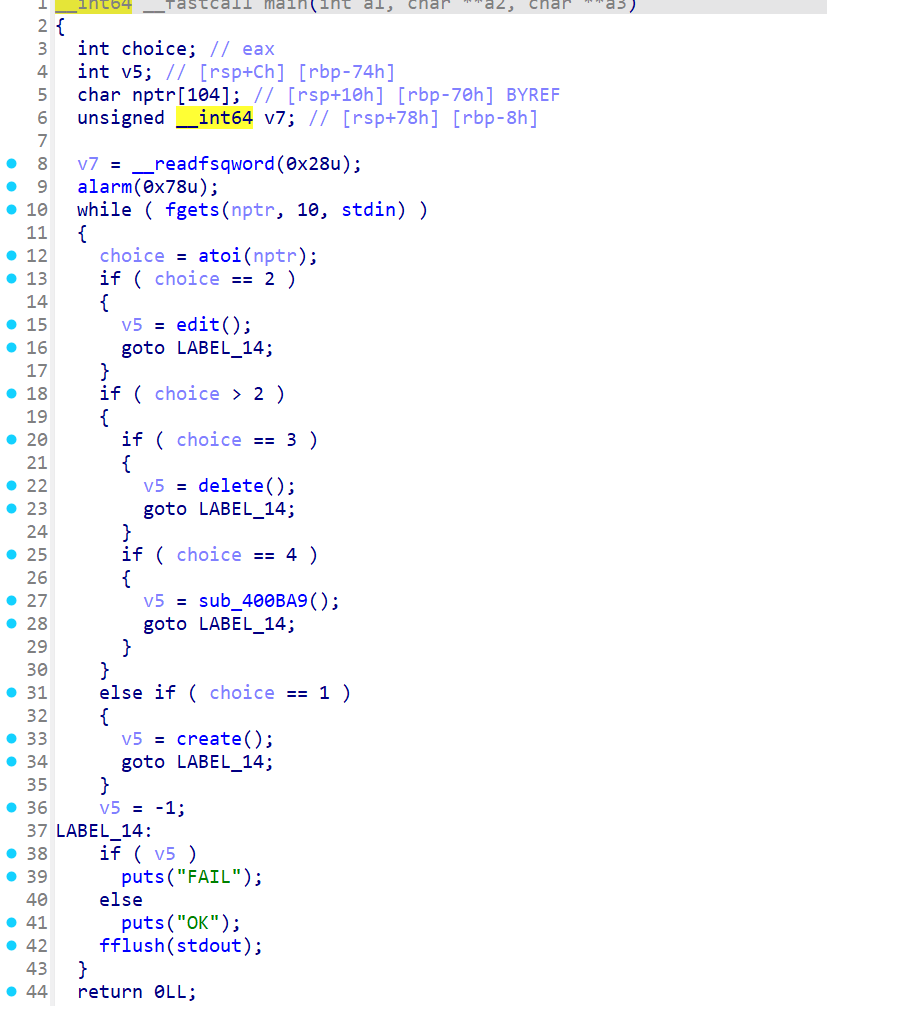 1 __int64 __fastcall main(int a1, char **a2, char **a3)
2 {
3 int choice; // eax
4 int v5; // [rsp+Ch] [rbp-74h]
5 char nptr[104]; // [rsp+10h] [rbp-70h] BYREF
6 unsigned __int64 v7; // [rsp+78h] [rbp-8h]
7
8 v7 = __readfsqword(0x28u);
9 alarm(0x78u);
10 while ( fgets(nptr, 10, stdin) )
11 {
12 choice = atoi(nptr);
13 if ( choice == 2 )
14 {
15 v5 = edit();
16 goto LABEL_14;
17 }
18 if ( choice > 2 )
19 {
20 if ( choice == 3 )
21 {
22 v5 = delete();
23 goto LABEL_14;
24 }
25 if ( choice == 4 )
26 {
27 v5 = sub_400BA9();
28 goto LABEL_14;
29 }
30 }
31 else if ( choice == 1 )
32 {
33 v5 = create();
34 goto LABEL_14;
35 }
36 v5 = -1;
37 LABEL_14:
38 if ( v5 )
39 puts("FAIL");
40 else
41 puts("OK");
42 fflush(stdout);
43 }
44 return 0LL;